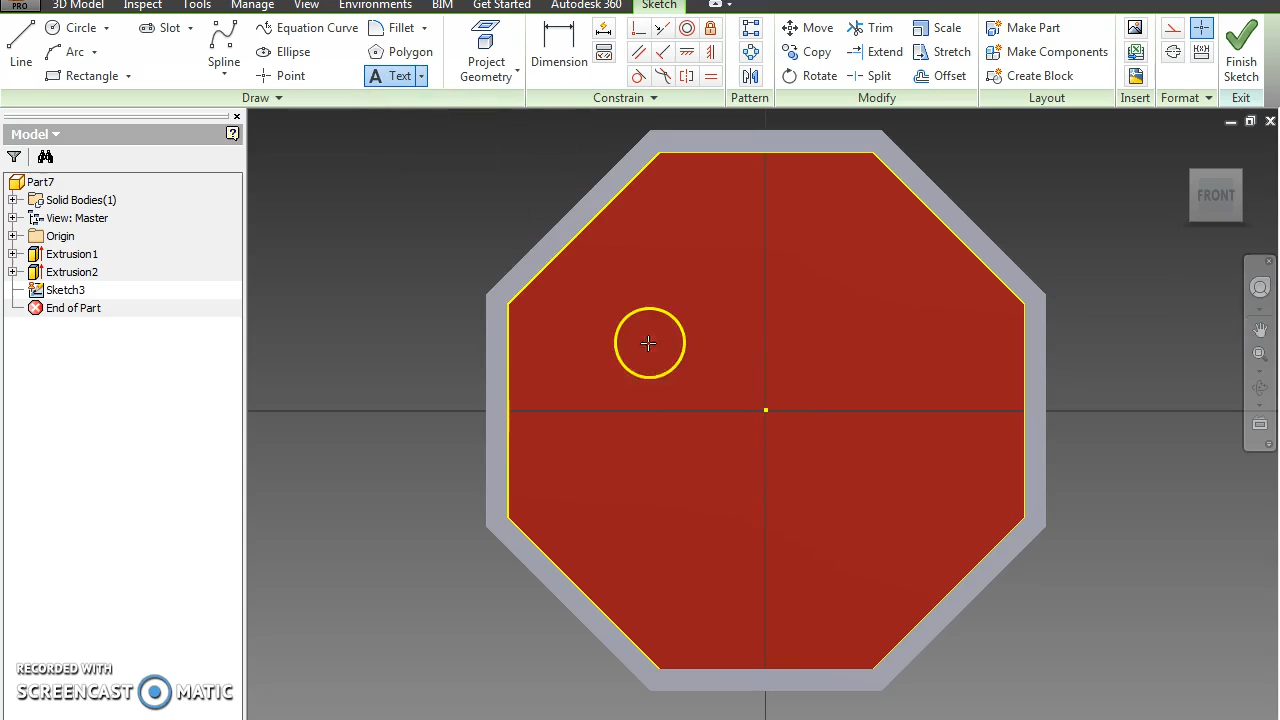 PRO 3D Model Inspect Tools Manage View Environments BIM Get Started Autodesk 360 Sketch
Circle Slot Equation Curve Fillet Move Trim Scale Make Part
Line Arc Spline Ellipse Polygon Project Geometry Dimension Copy Extend Stretch Make Components Finish Sketch
Rectangle Point A Text Rotate Split Offset Create Block
Draw Constrain Pattern Modify Layout Insert Format Exit
Model ?
Part7
Solid Bodies(1)
View: Master
Origin
Extrusion1
Extrusion2
Sketch3
End of Part
FRONT
RECORDED WITH
SCREENCAST MATIC